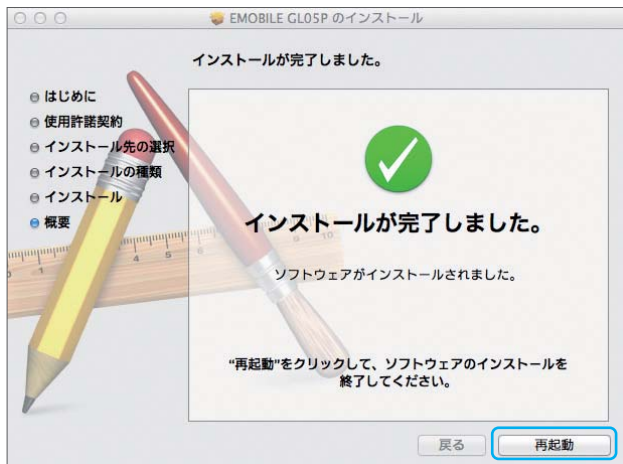 EMOBILE GL05P のインストール
インストールが完了しました。
はじめに
使用許諾契約
インストール先の選択
インストールの種類
インストール
概要
インストールが完了しました。
ソフトウェアがインストールされました。
“再起動”をクリックして、ソフトウェアのインストールを
終了してください。
戻る
再起動